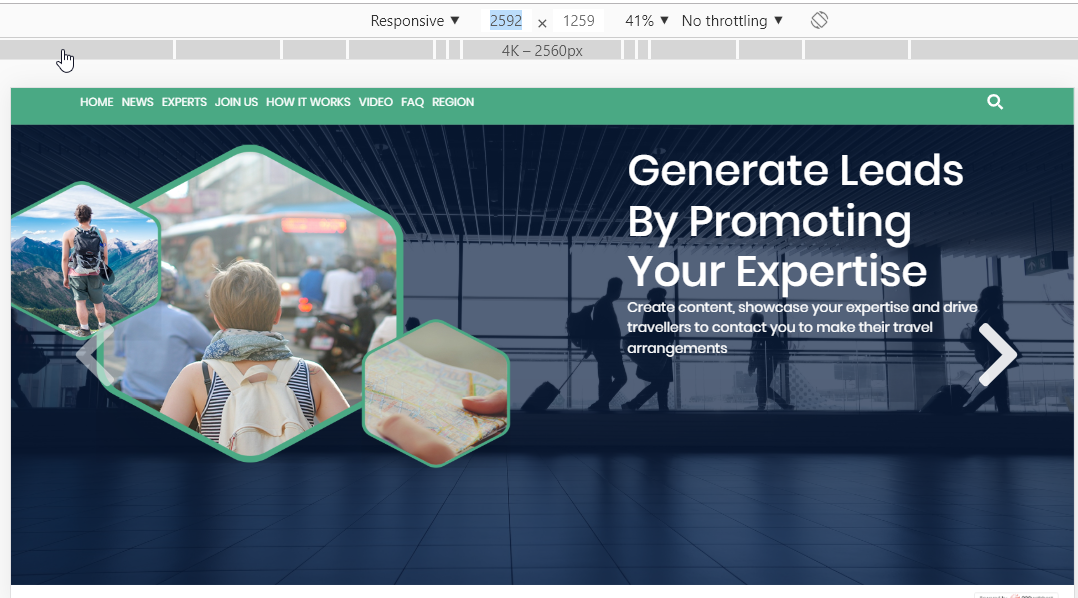 Responsive ▼ 2592 × 1259 41% ▼ No throttling ▼
4K – 2560px
HOME NEWS EXPERTS JOIN US HOW IT WORKS VIDEO FAQ REGION
Generate Leads
By Promoting
Your Expertise
Create content, showcase your expertise and drive
travellers to contact you to make their travel
arrangements